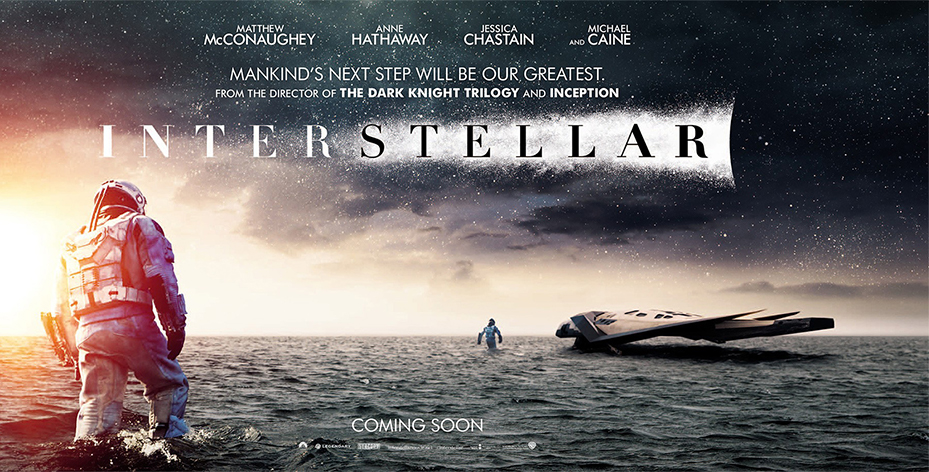 MATTHEW McCONAUGHEY
ANNE HATHAWAY
JESSICA CHASTAIN
AND MICHAEL CAINE
MANKIND'S NEXT STEP WILL BE OUR GREATEST.
FROM THE DIRECTOR OF THE DARK KNIGHT TRILOGY AND INCEPTION
INTERSTELLAR
COMING SOON
LEGENDARY